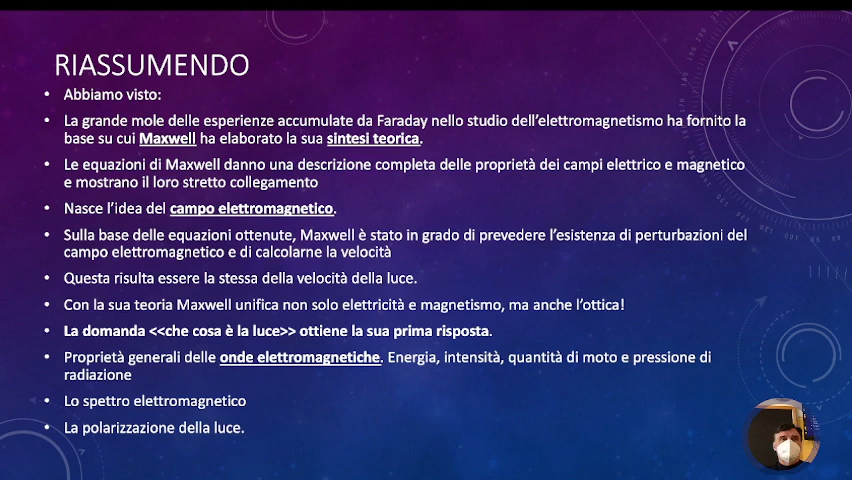 RIASSUMENDO
• Abbiamo visto:
• La grande mole delle esperienze accumulate da Faraday nello studio dell'elettromagnetismo ha fornito la
base su cui Maxwell ha elaborato la sua sintesi teorica.
• Le equazioni di Maxwell danno una descrizione completa delle proprietà dei campi elettrico e magnetico
e mostrano il loro stretto collegamento
• Nasce l'idea del campo elettromagnetico.
• Sulla base delle equazioni ottenute, Maxwell è stato in grado di prevedere l'esistenza di perturbazioni del
campo elettromagnetico e di calcolarne la velocità
• Questa risulta essere la stessa della velocità della luce.
• Con la sua teoria Maxwell unifica non solo elettricità e magnetismo, ma anche l'ottica!
• La domanda <<che cosa è la luce>> ottiene la sua prima risposta.
• Proprietà generali delle onde elettromagnetiche. Energia, intensità, quantità di moto e pressione di
radiazione
• Lo spettro elettromagnetico
• La polarizzazione della luce.